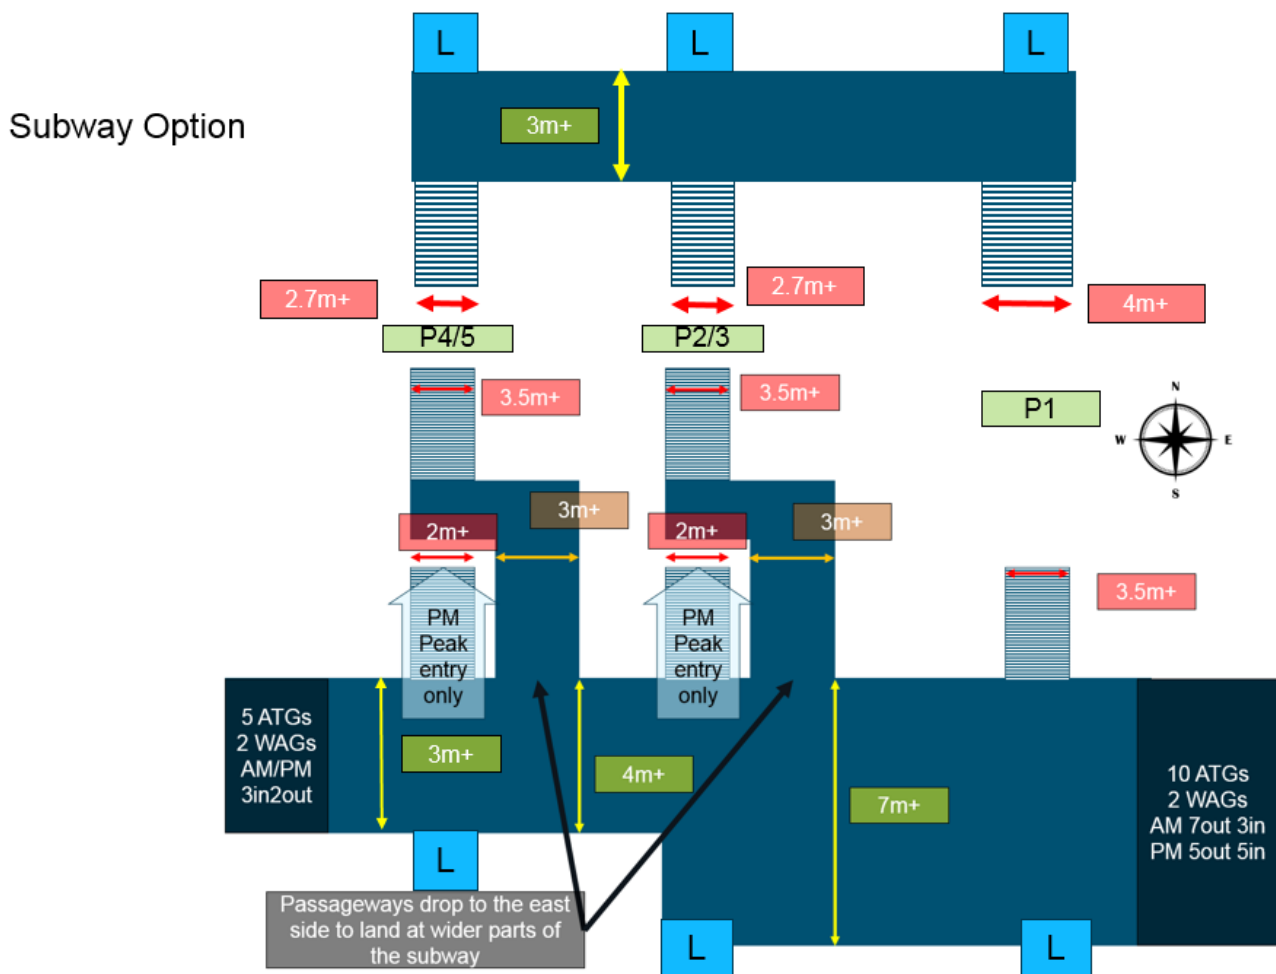 L
L
L
Subway Option
3m+
2.7m+
2.7m+
4m+
P4/5
P2/3
3.5m+
3.5m+
P1
N
W
E
S
3m+
3m+
2m+
2m+
3.5m+
PM
Peak
entry
only
PM
Peak
entry
only
5 ATGs
2 WAGs
AM/PM
3in2out
3m+
4m+
7m+
10 ATGs
2 WAGs
AM 7out 3in
PM 5out 5in
L
Passageways drop to the east
side to land at wider parts of
the subway
L
L